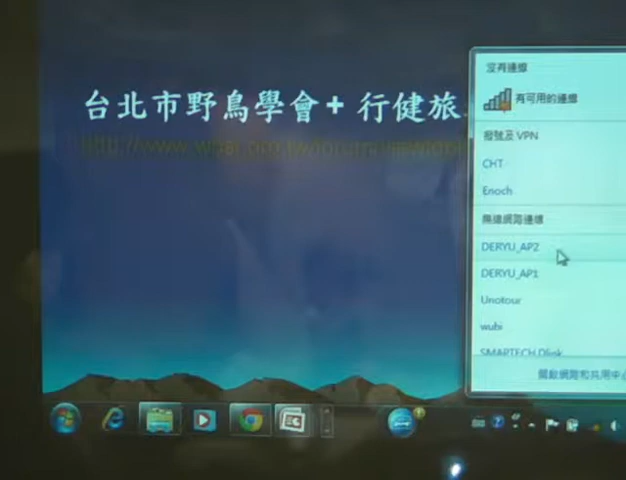 台北市野鳥學會+ 行健旅
沒有連線
有可用的連線
撥號及 VPN
CHT
Enoch
無線網路連線
DERYU_AP2
DERYU_AP1
Unotour
wubi
SMARTECH Dlink
開啟網路和共用中心